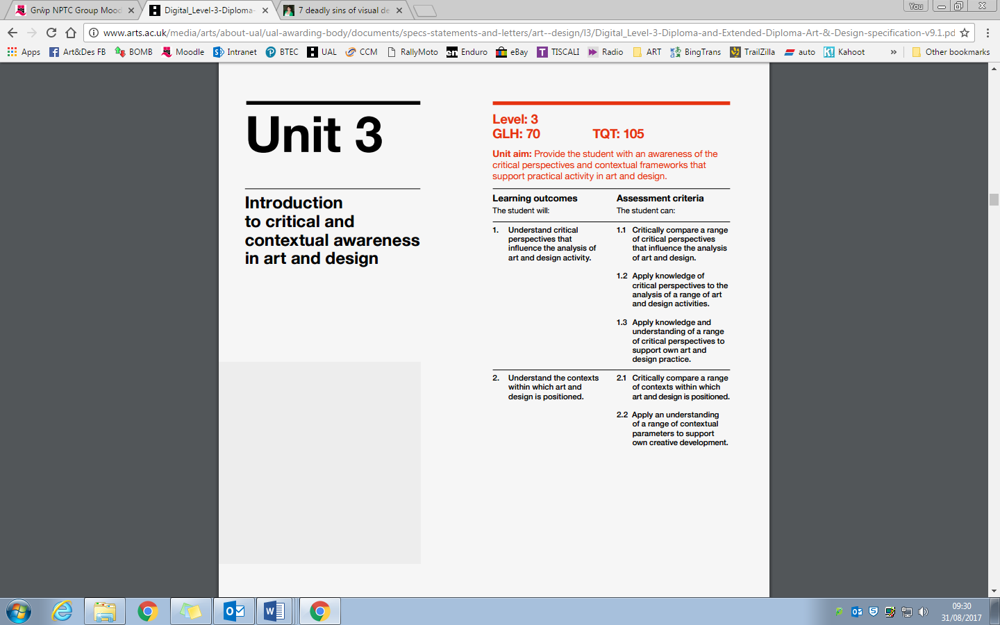 Grŵp NPTC Group Mood
Digital_Level-3-Diploma-
7 deadly sins of visual de
You
www.arts.ac.uk/media/arts/about-ual/ual-awarding-body/documents/specs-statements-and-letters/art--design/l3/Digital_Level-3-Diploma-and-Extended-Diploma-Art-&-Design-specification-v9.1.pd
Apps Art&Des FB BOMB Moodle Intranet BTEC UAL CCM RallyMoto Enduro eBay TISCALI Radio ART BingTrans TrailZilla auto Kahoot » Other bookmarks
Unit 3
Introduction
to critical and
contextual awareness
in art and design
Level: 3
GLH: 70 TQT: 105
Unit aim: Provide the student with an awareness of the
critical perspectives and contextual frameworks that
support practical activity in art and design.
Learning outcomes
The student will:
Assessment criteria
The student can:
1. Understand critical
perspectives that
influence the analysis of
art and design activity.
1.1 Critically compare a range
of critical perspectives
that influence the analysis
of art and design.
1.2 Apply knowledge of
critical perspectives to the
analysis of a range of art
and design activities.
1.3 Apply knowledge and
understanding of a range
of critical perspectives to
support own art and
design practice.
2. Understand the contexts
within which art and
design is positioned.
2.1 Critically compare a range
of contexts within which
art and design is positioned.
2.2 Apply an understanding
of a range of contextual
parameters to support
own creative development.
09:30
31/08/2017